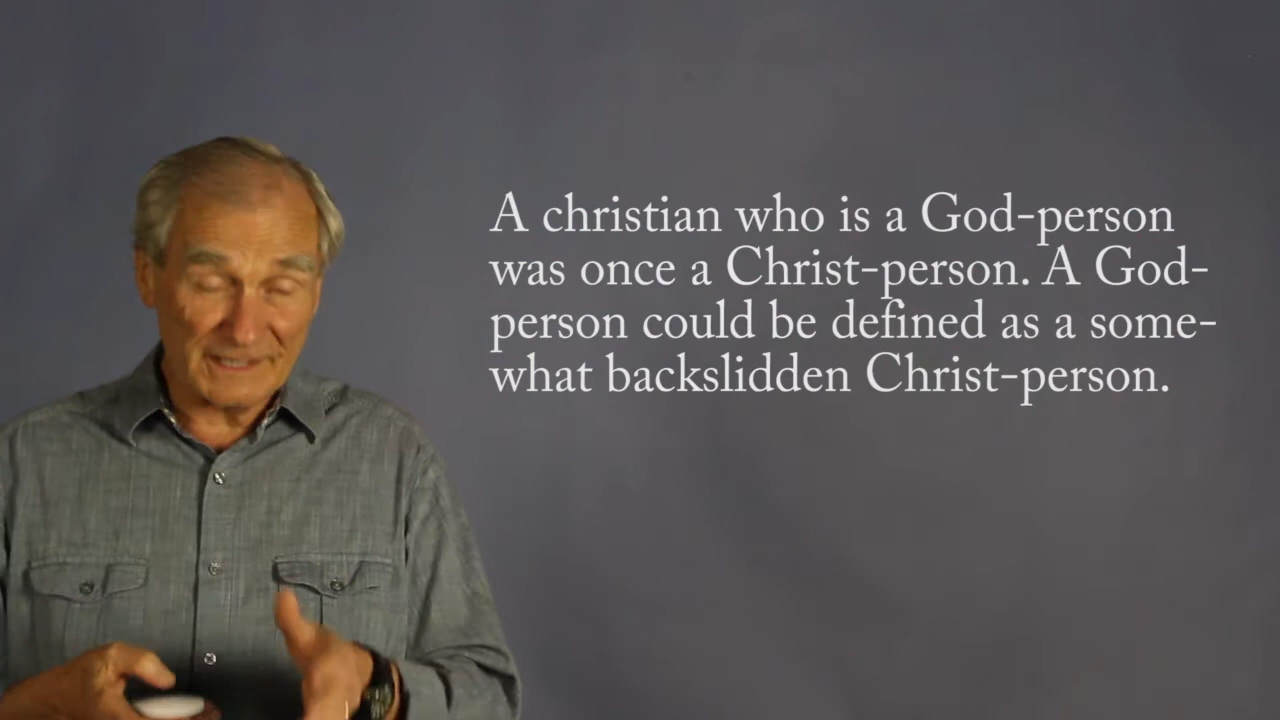 A christian who is a God-person
was once a Christ-person. A God-
person could be defined as a some-
what backslidden Christ-person.